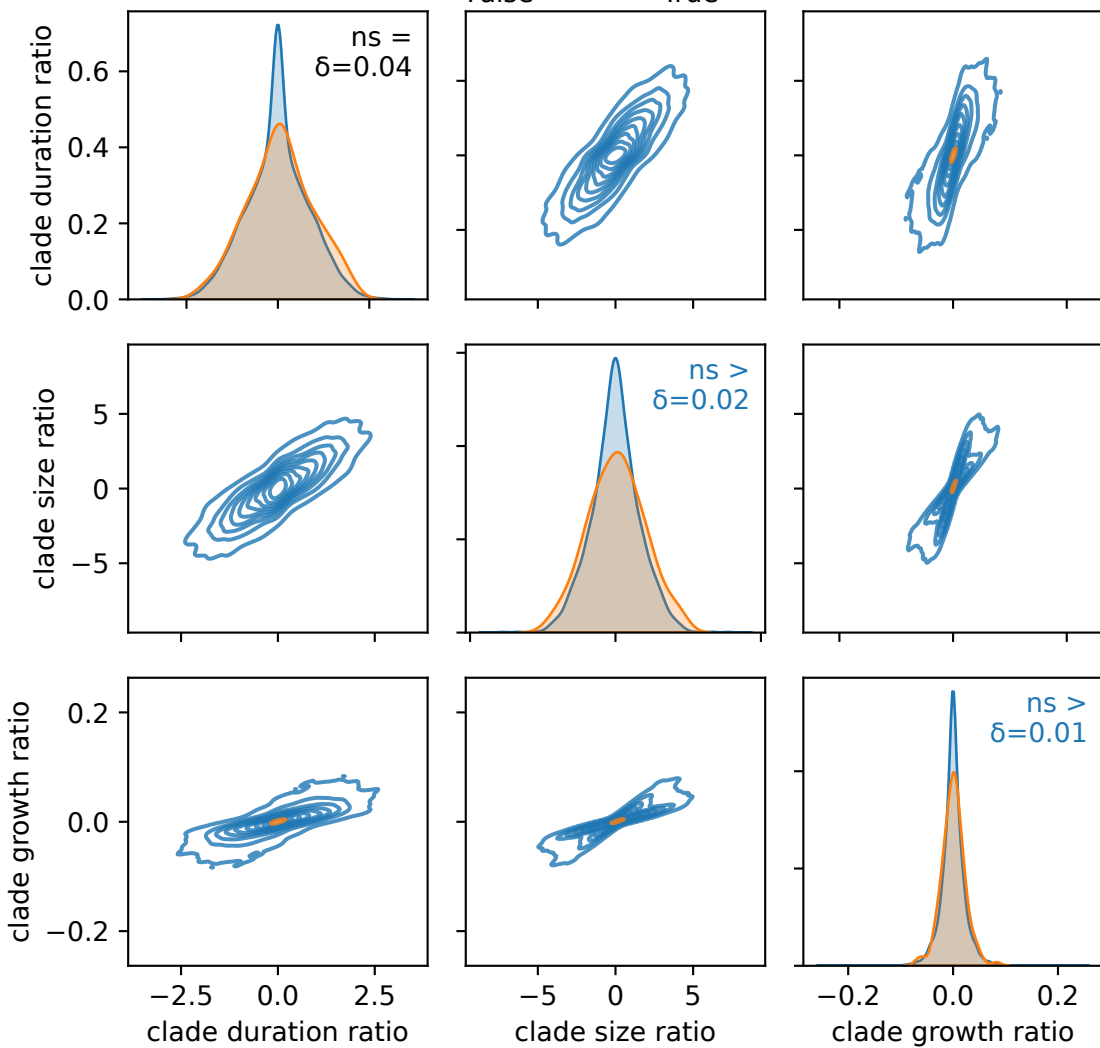 clade duration ratio
0.6
0.4
0.2
0.0
ns =
δ=0.04
clade size ratio
5
0
−5
ns >
δ=0.02
clade growth ratio
0.2
0.0
−0.2
ns >
δ=0.01
−2.5
0.0
2.5
−5
0
5
−0.2
0.0
0.2
clade duration ratio
clade size ratio
clade growth ratio